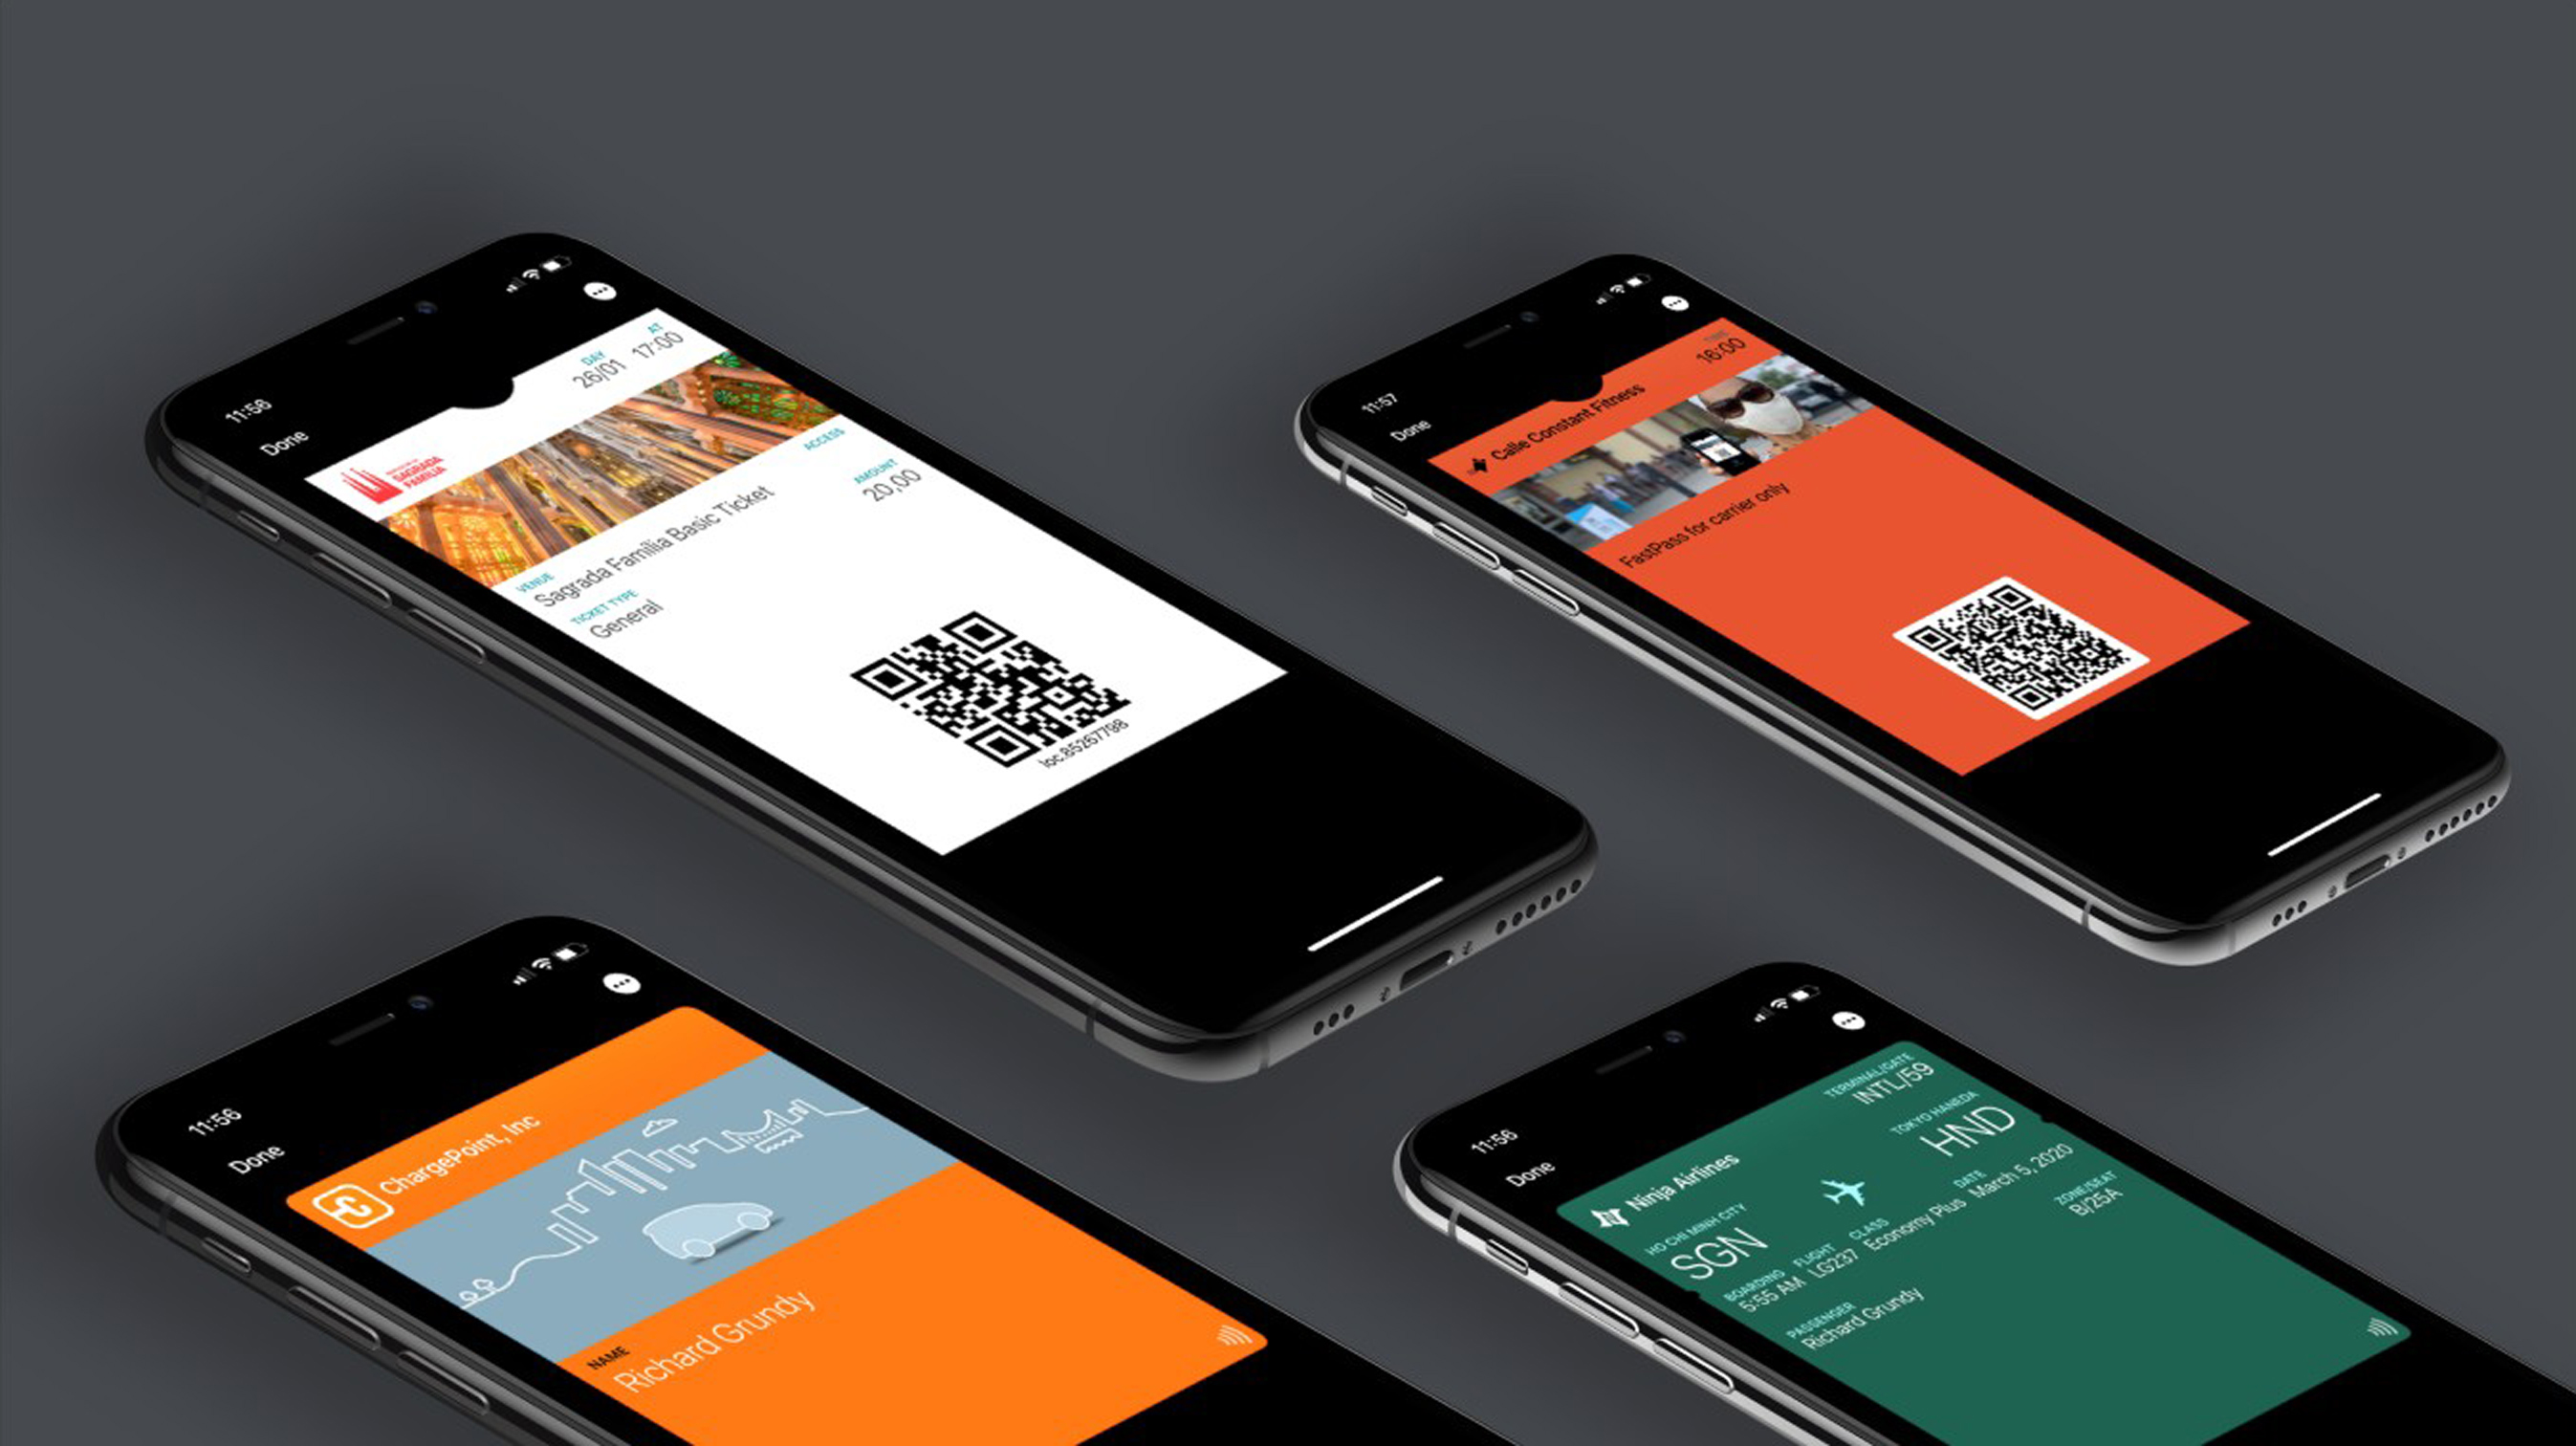 11:56
Done
DAY
26/01
AT
17:00
SAGRADA
FAMÍLIA
ACCESS
VENUE
Sagrada Família Basic Ticket
TICKET TYPE
General
AMOUNT
20,00
loc.85267798
11:57
Done
Calle Constant Fitness
TIME
16:00
FastPass for carrier only
11:56
Done
ChargePoint, Inc
NAME
Richard Grundy
11:56
Done
Ninja Airlines
TERMINAL/GATE
INTL/59
HO CHI MINH CITY
SGN
TOKYO HANEDA
HND
BOARDING
5:55 AM
FLIGHT
LG237
CLASS
Economy Plus
DATE
March 5, 2020
PASSENGER
Richard Grundy
ZONE/SEAT
B/25A